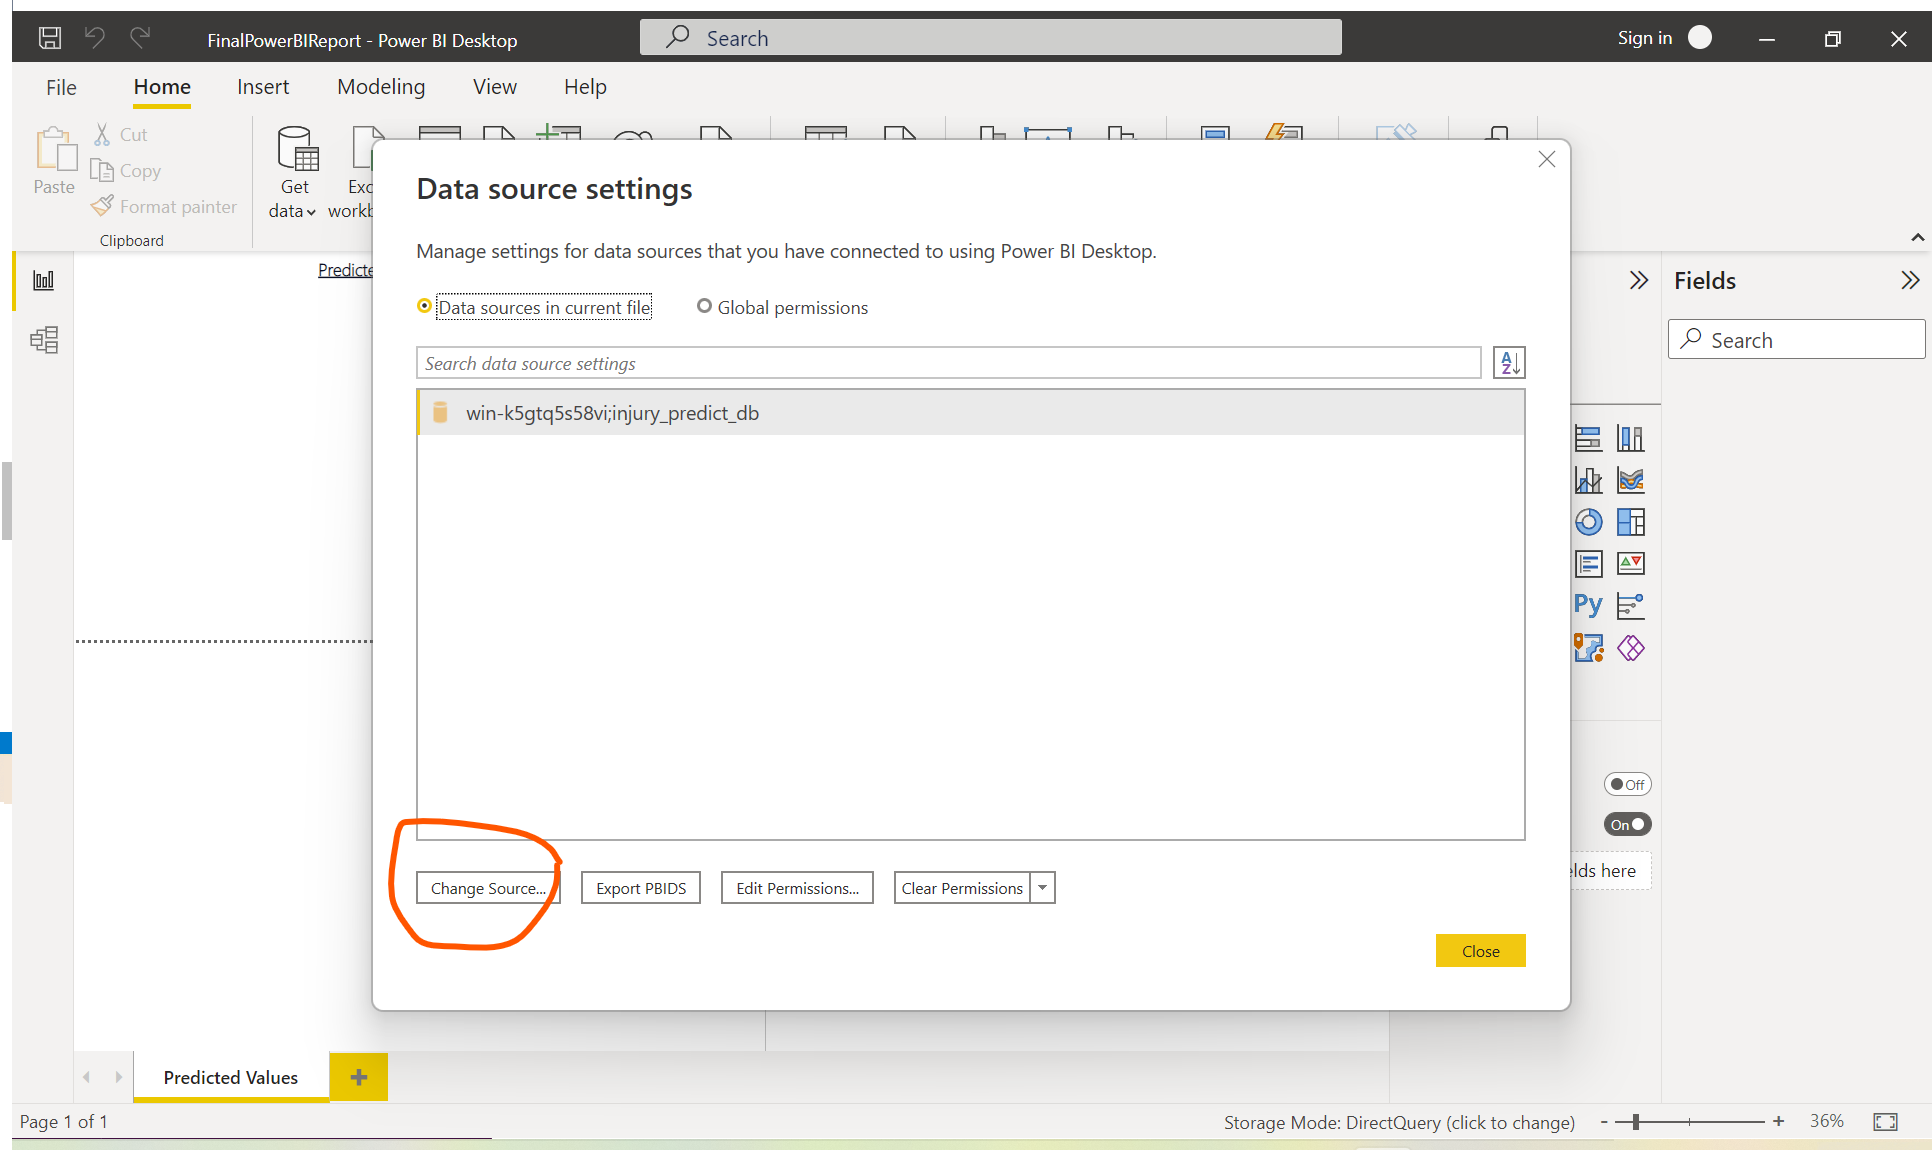 FinalPowerBIReport - Power BI Desktop
Search
Sign in
File
Home
Insert
Modeling
View
Help
Paste
Cut
Copy
Format painter
Clipboard
Get
data
workb
Predicte
Data source settings
Manage settings for data sources that you have connected to using Power BI Desktop.
Data sources in current file
Global permissions
Search data source settings
A
Z
win-k5gtq5s58vi;injury_predict_db
Change Source...
Export PBIDS
Edit Permissions...
Clear Permissions
Close
Fields
Search
Py
Off
On
lds here
Predicted Values
+
Page 1 of 1
Storage Mode: DirectQuery (click to change)
-
+
36%